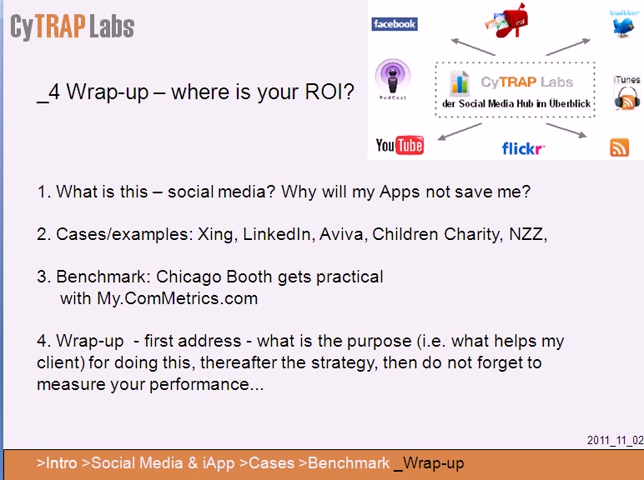 CyTRAP Labs
facebook
twitter
_4 Wrap-up – where is your ROI?
PodCast
CyTRAP Labs
der Social Media Hub im Überblick
iTunes
YouTube
flickr
1. What is this – social media? Why will my Apps not save me?
2. Cases/examples: Xing, LinkedIn, Aviva, Children Charity, NZZ,
3. Benchmark: Chicago Booth gets practical
with My.ComMetrics.com
4. Wrap-up - first address - what is the purpose (i.e. what helps my
client) for doing this, thereafter the strategy, then do not forget to
measure your performance...
2011_11_02
>Intro >Social Media & iApp >Cases >Benchmark _Wrap-up